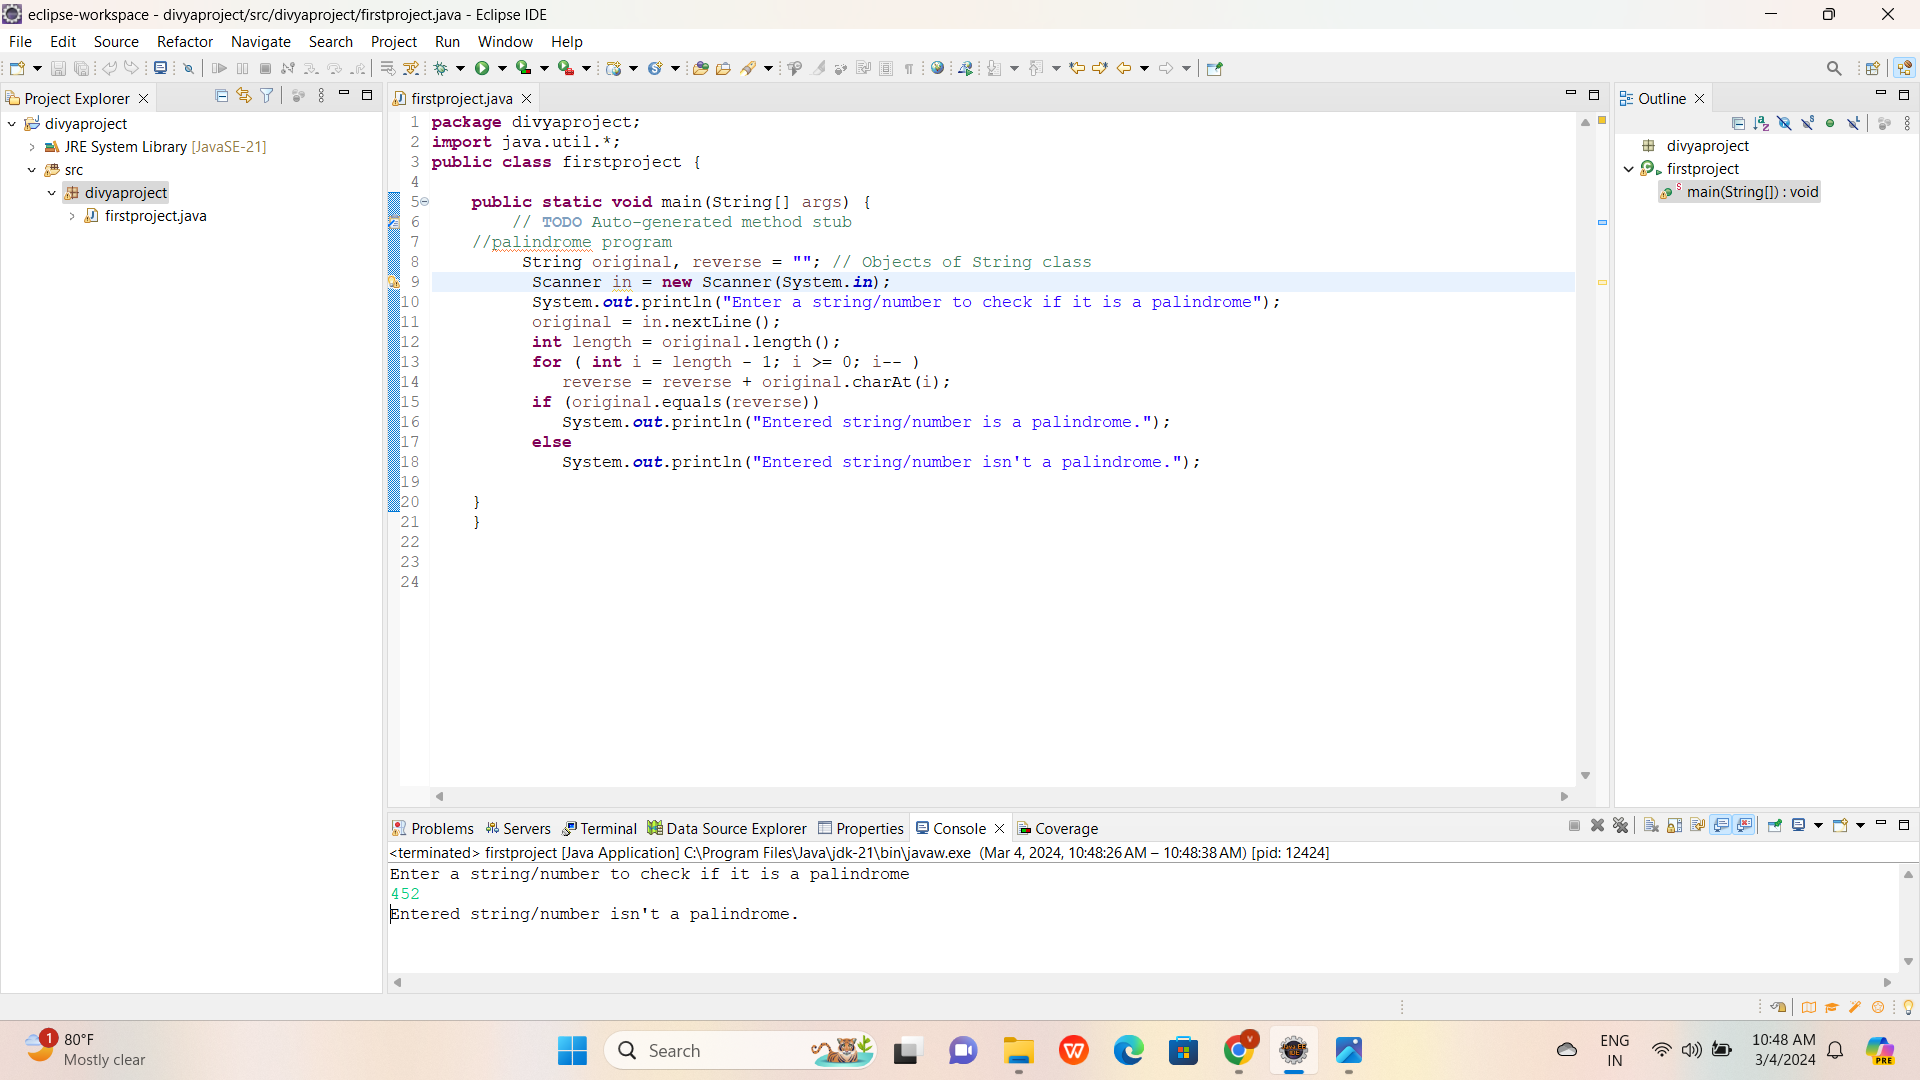 eclipse-workspace - divyaproject/src/divyaproject/firstproject.java - Eclipse IDE
File Edit Source Refactor Navigate Search Project Run Window Help
Project Explorer
divyaproject
JRE System Library [JavaSE-21]
src
divyaproject
firstproject.java
firstproject.java
1 package divyaproject;
2 import java.util.*;
3 public class firstproject {
4
5 public static void main(String[] args) {
6 // TODO Auto-generated method stub
7 //palindrome program
8 String original, reverse = ""; // Objects of String class
9 Scanner in = new Scanner(System.in);
10 System.out.println("Enter a string/number to check if it is a palindrome");
11 original = in.nextLine();
12 int length = original.length();
13 for ( int i = length - 1; i >= 0; i-- )
14 reverse = reverse + original.charAt(i);
15 if (original.equals(reverse))
16 System.out.println("Entered string/number is a palindrome.");
17 else
18 System.out.println("Entered string/number isn't a palindrome.");
19
20 }
21 }
22
23
24
Outline
divyaproject
firstproject
main(String[]) : void
Problems Servers Terminal Data Source Explorer Properties Console Coverage
<terminated> firstproject [Java Application] C:\Program Files\Java\jdk-21\bin\javaw.exe (Mar 4, 2024, 10:48:26 AM – 10:48:38 AM) [pid: 12424]
Enter a string/number to check if it is a palindrome
452
Entered string/number isn't a palindrome.
1
80°F
Mostly clear
Search
ENG
IN
10:48 AM
3/4/2024
PRE